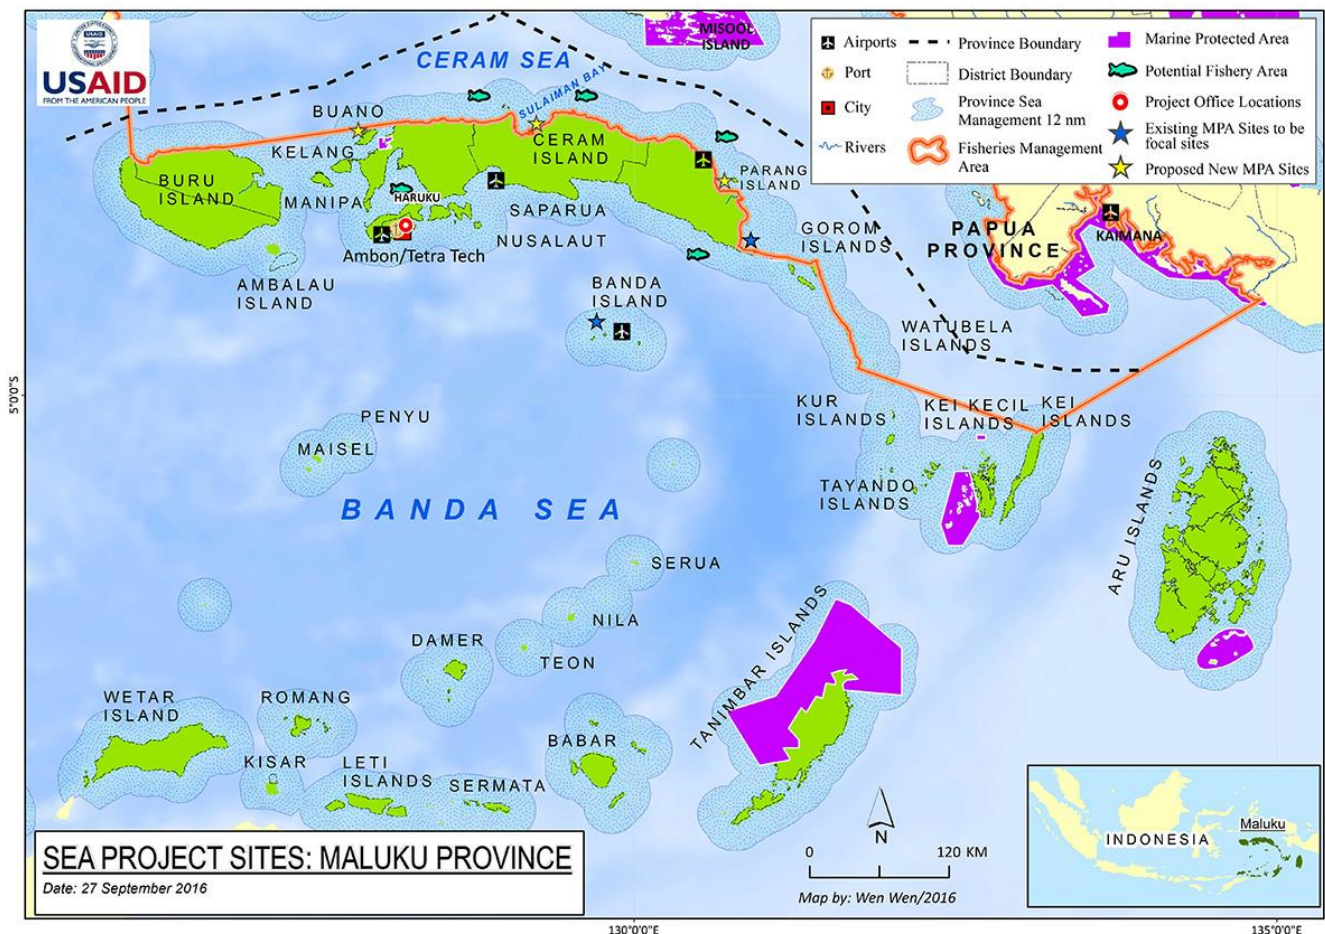 USAID
FROM THE AMERICAN PEOPLE
CERAM SEA
MISOOL
ISLAND
SULAIMAN BAY
BUANO
KELANG
CERAM
ISLAND
BURU
ISLAND
MANIPA
HARUKU
PARANG
ISLAND
SAPARUA
NUSALAUT
Ambon/Tetra Tech
GOROM
ISLANDS
AMBALAU
ISLAND
BANDA
ISLAND
PAPUA
PROVINCE
KAIMANA
WATUBELA
ISLANDS
KUR
ISLANDS
KEI KECIL
ISLANDS
KEI
ISLANDS
PENYU
MAISEL
TAYANDO
ISLANDS
BANDA SEA
ARU ISLANDS
SERUA
NILA
TEON
DAMER
TANIMBAR ISLANDS
WETAR
ISLAND
ROMANG
KISAR
LETI
ISLANDS
SERMATA
BABAR
Airports
Port
City
Rivers
Province Boundary
District Boundary
Province Sea
Management 12 nm
Fisheries Management
Area
Marine Protected Area
Potential Fishery Area
Project Office Locations
Existing MPA Sites to be
focal sites
Proposed New MPA Sites
5°0'0"S
SEA PROJECT SITES: MALUKU PROVINCE
Date: 27 September 2016
N
0 120 KM
Map by: Wen Wen/2016
INDONESIA
Maluku
130°0'0"E
135°0'0"E